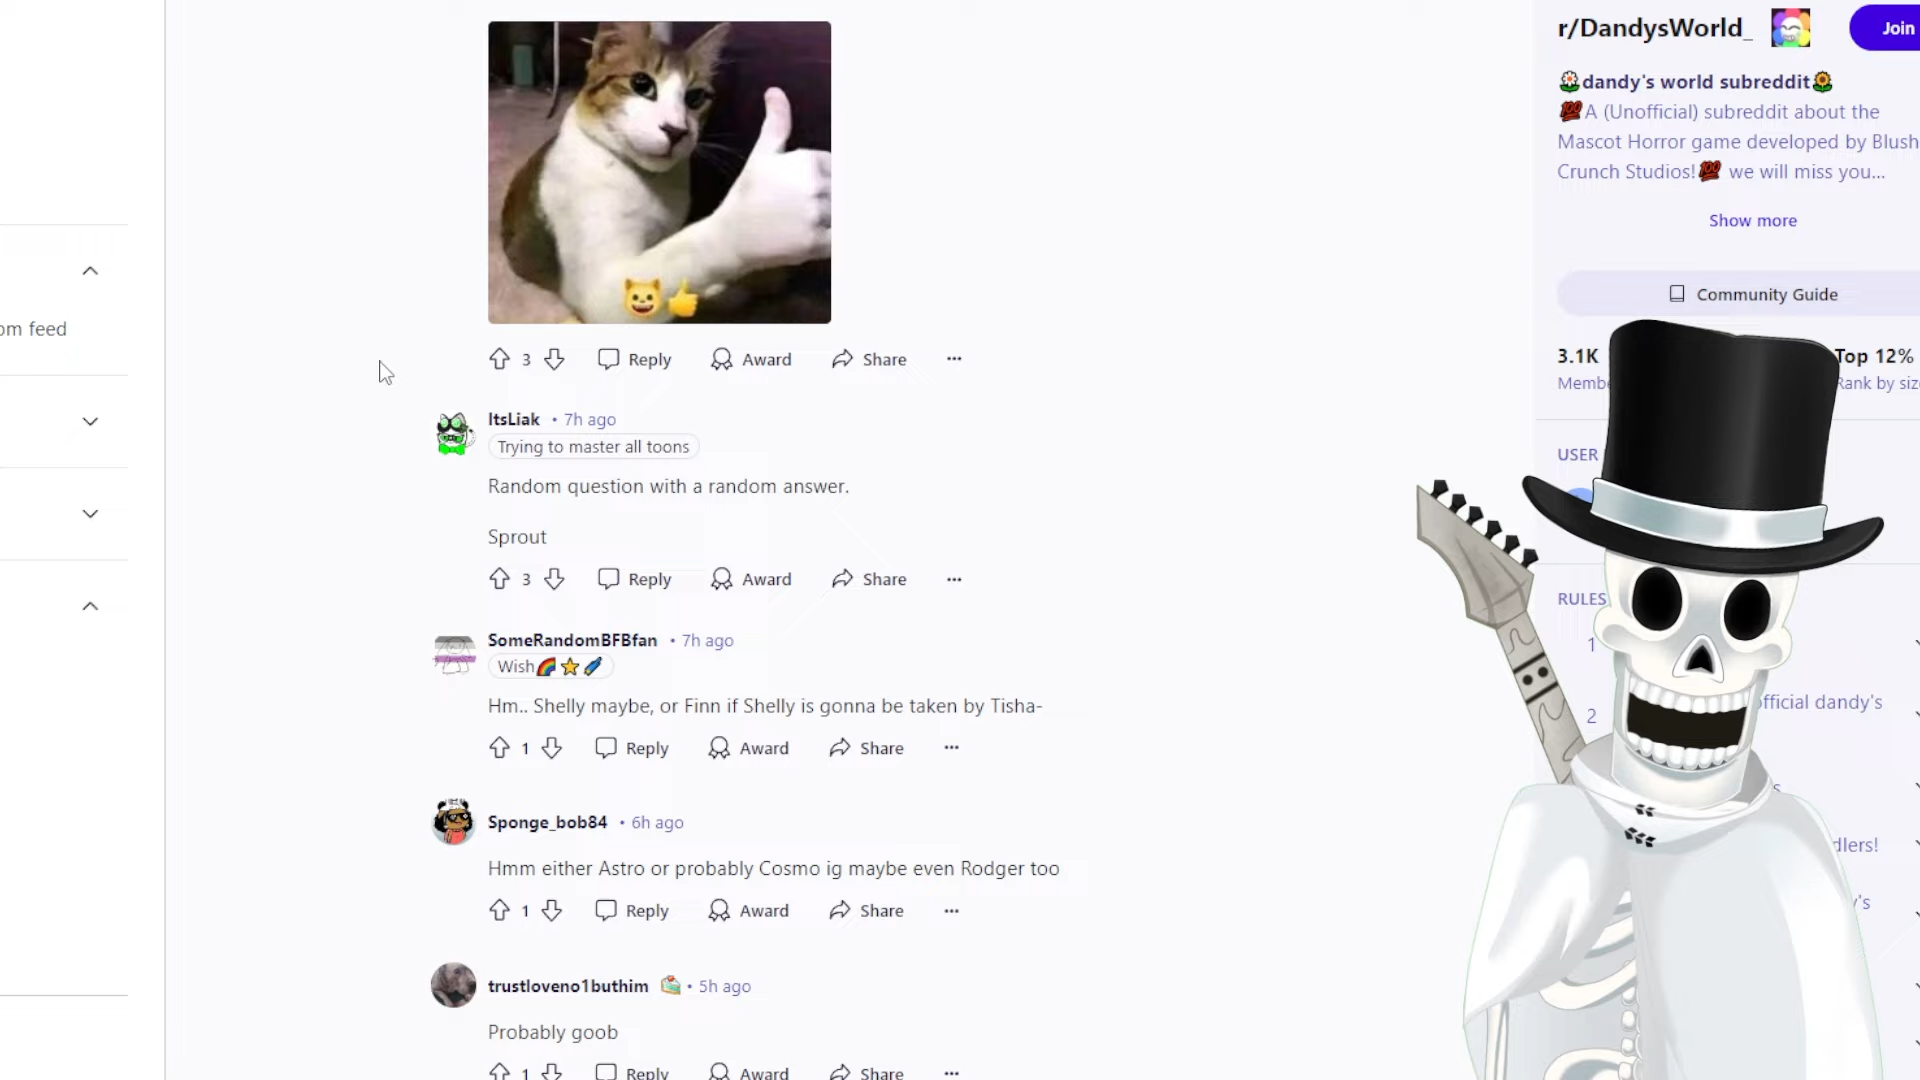 om feed
3
Reply
Award
Share
ItsLiak • 7h ago
Trying to master all toons
Random question with a random answer.
Sprout
3
Reply
Award
Share
SomeRandomBFBfan • 7h ago
Wish🌈⭐
Hm.. Shelly maybe, or Finn if Shelly is gonna be taken by Tisha-
1
Reply
Award
Share
Sponge_bob84 • 6h ago
Hmm either Astro or probably Cosmo ig maybe even Rodger too
1
Reply
Award
Share
trustloveno1buthim 🍰 • 5h ago
Probably goob
1
Reply
Award
Share
r/DandysWorld_
Join
dandy's world subreddit🌻
💯A (Unofficial) subreddit about the
Mascot Horror game developed by Blush
Crunch Studios!💯 we will miss you...
Show more
Community Guide
3.1K
Top 12%
Memb
Rank by siz
USER
RULES
1
2
fficial dandy's
s
dlers!
y's